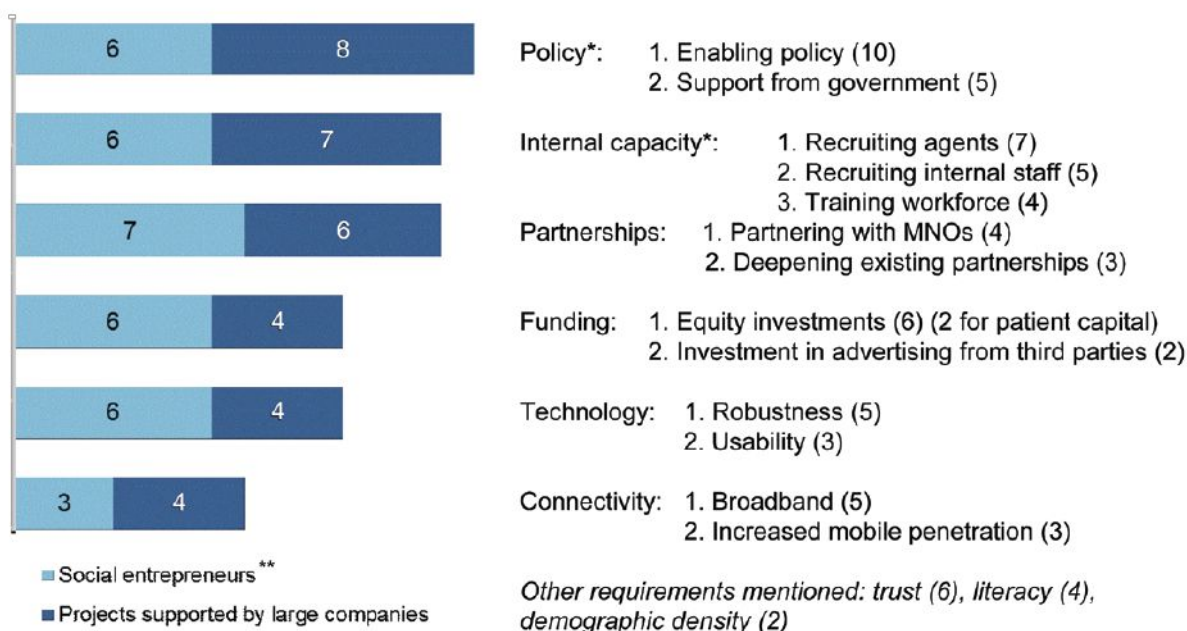 6 8
Policy*: 1. Enabling policy (10)
2. Support from government (5)
6 7
Internal capacity*: 1. Recruiting agents (7)
2. Recruiting internal staff (5)
3. Training workforce (4)
7 6
Partnerships: 1. Partnering with MNOs (4)
2. Deepening existing partnerships (3)
6 4
Funding: 1. Equity investments (6) (2 for patient capital)
2. Investment in advertising from third parties (2)
6 4
Technology: 1. Robustness (5)
2. Usability (3)
3 4
Connectivity: 1. Broadband (5)
2. Increased mobile penetration (3)
Social entrepreneurs**
Projects supported by large companies
Other requirements mentioned: trust (6), literacy (4),
demographic density (2)